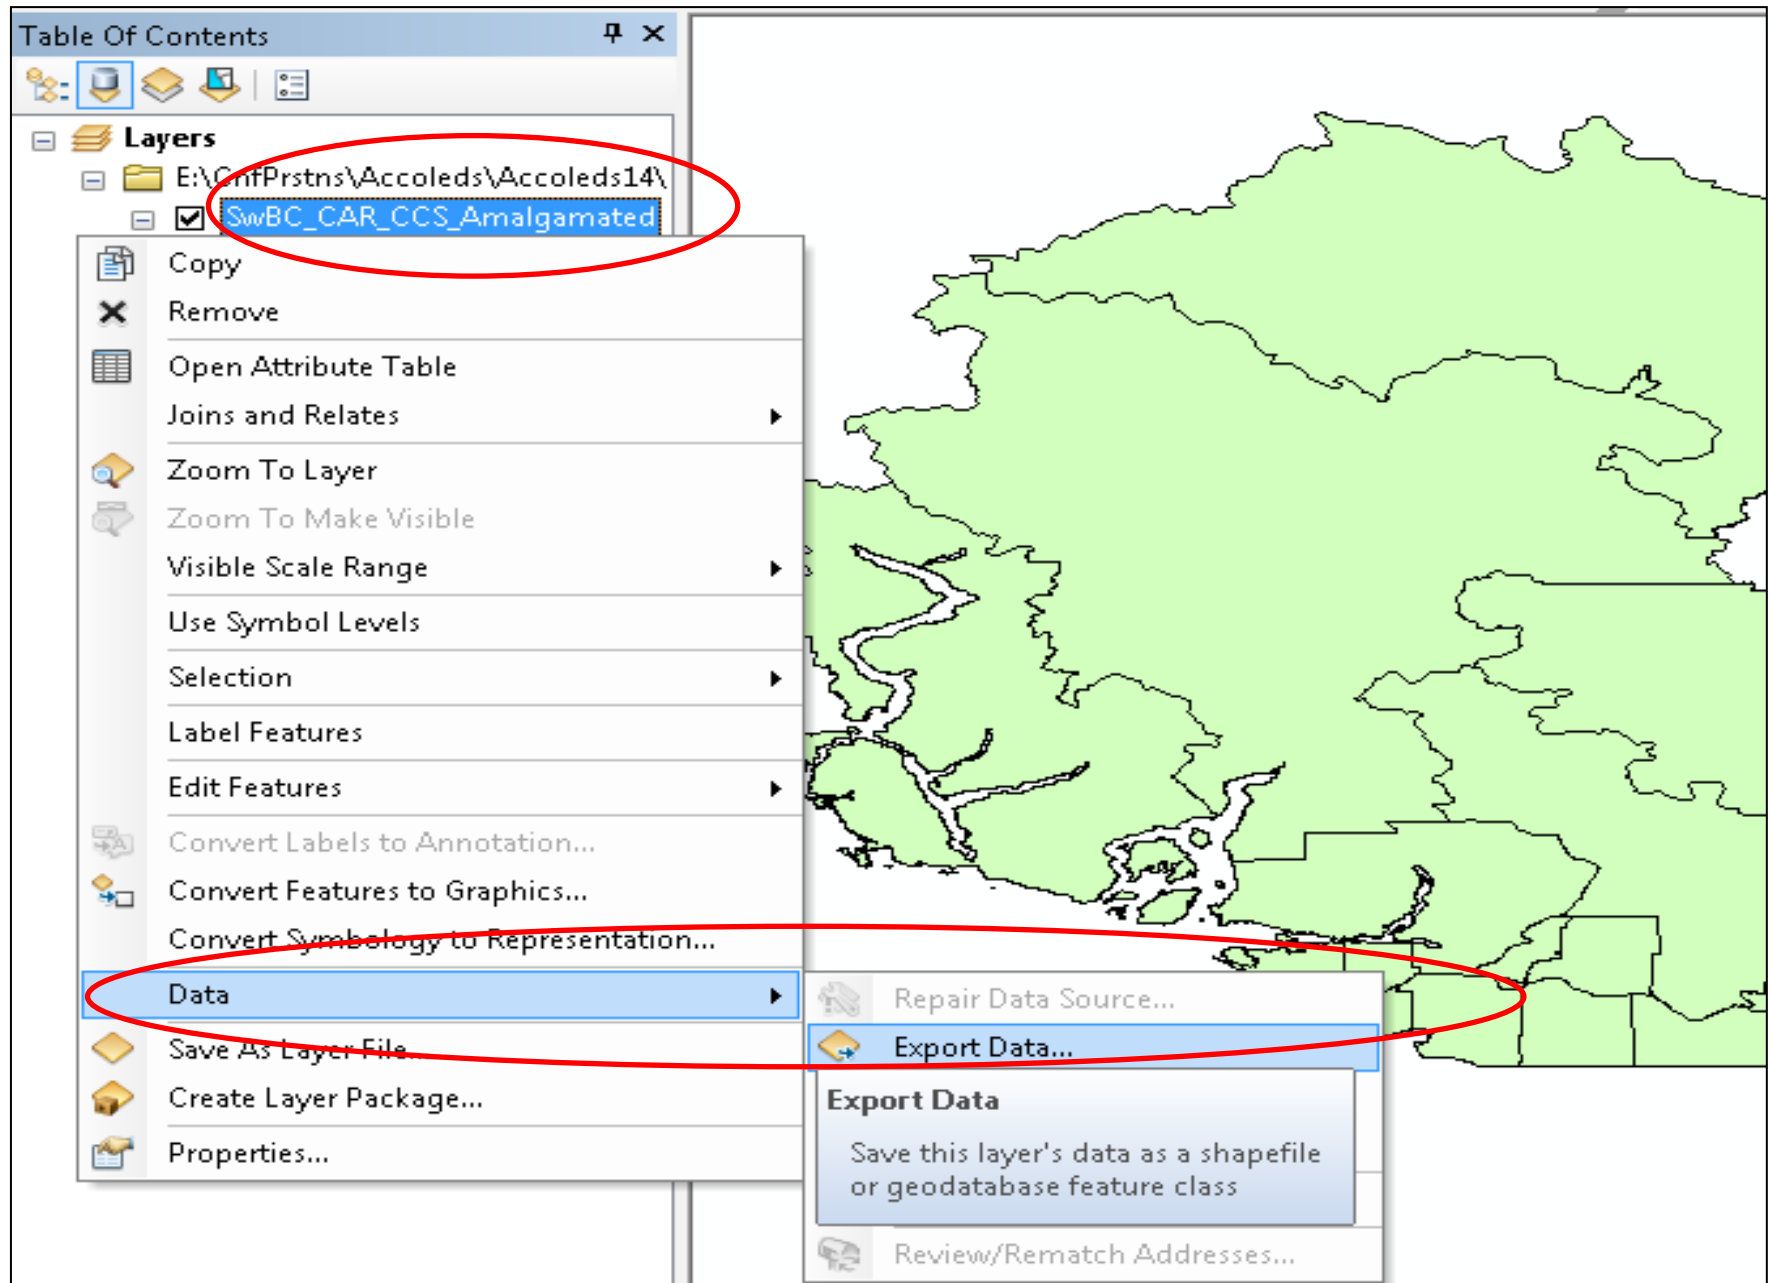 Table Of Contents
Layers
E:\CnfPrstns\Accoleds\Accoleds14\
SwBC_CAR_CCS_Amalgamated
Copy
Remove
Open Attribute Table
Joins and Relates
Zoom To Layer
Zoom To Make Visible
Visible Scale Range
Use Symbol Levels
Selection
Label Features
Edit Features
Convert Labels to Annotation...
Convert Features to Graphics...
Convert Symbology to Representation...
Data
Repair Data Source...
Save As Layer File...
Export Data...
Create Layer Package...
Export Data
Properties...
Save this layer's data as a shapefile
or geodatabase feature class
Review/Rematch Addresses...